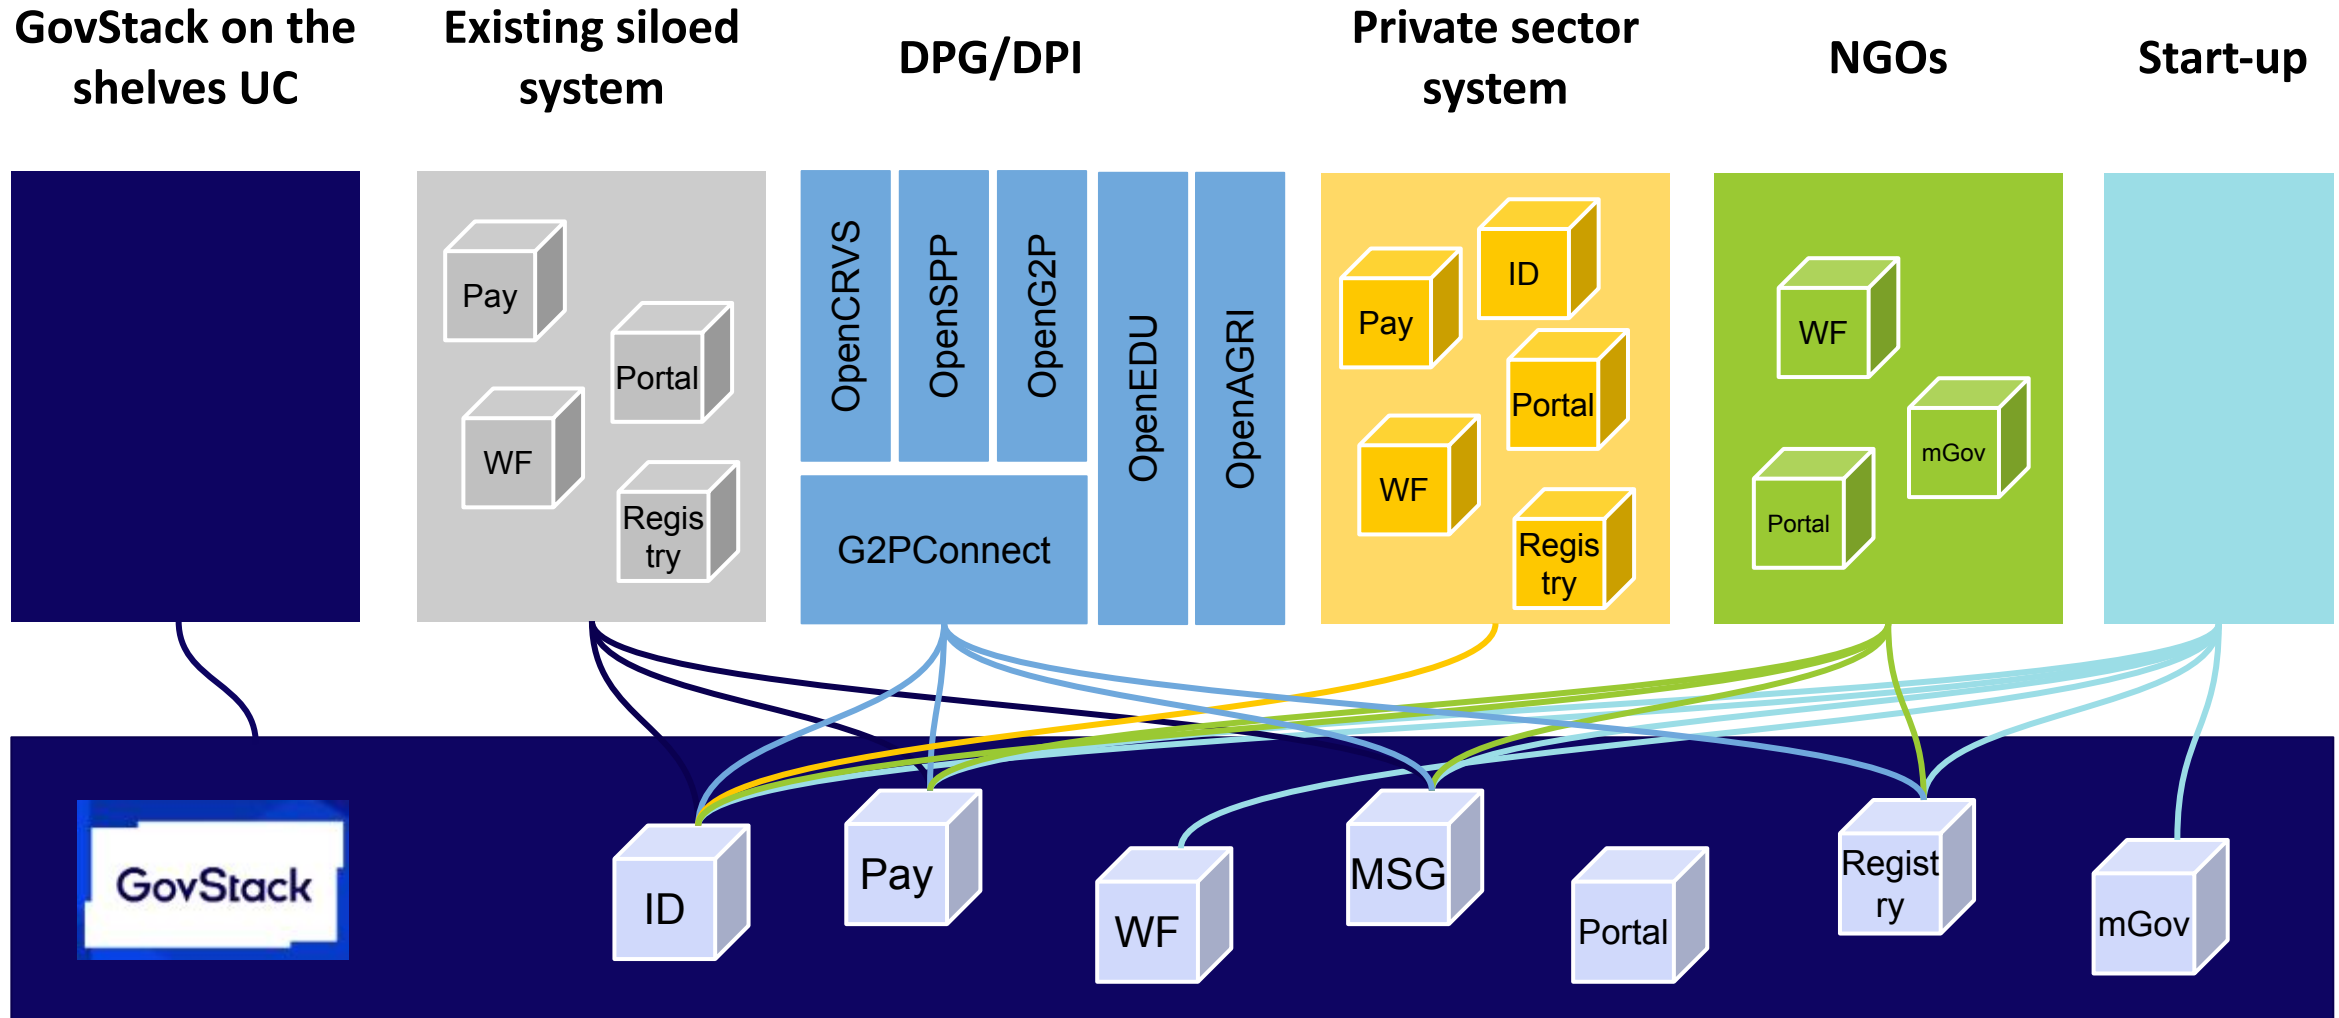 GovStack on the
shelves UC
Existing siloed
system
DPG/DPI
Private sector
system
NGOs
Start-up
Pay
Portal
WF
Regis
try
OpenCRVS
OpenSPP
OpenG2P
OpenEDU
OpenAGRI
G2PConnect
ID
Pay
Portal
WF
Regis
try
WF
mGov
Portal
GovStack
ID
Pay
WF
MSG
Portal
Regist
ry
mGov